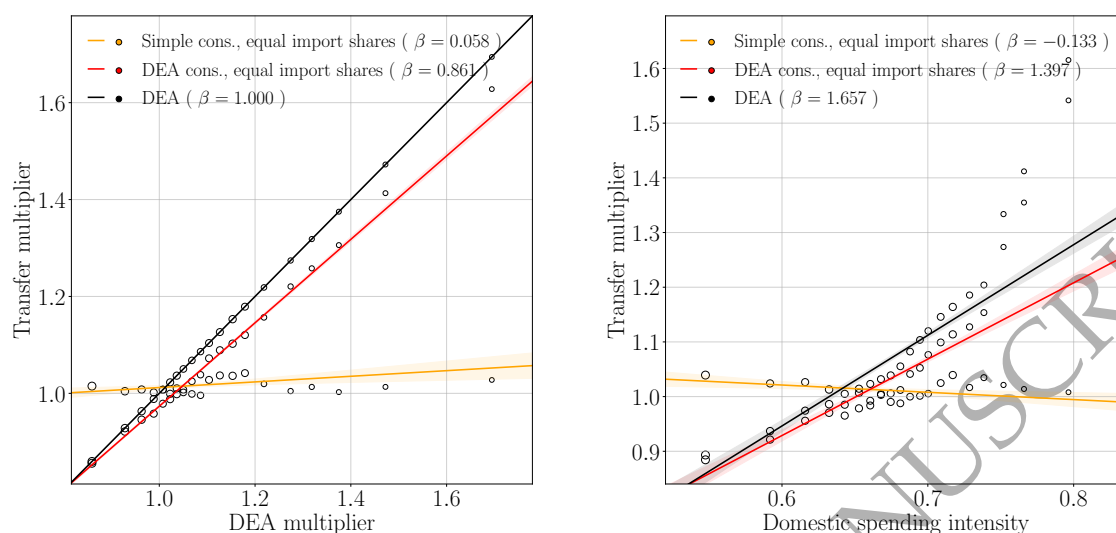 Simple cons., equal import shares ( β = 0.058 )
DEA cons., equal import shares ( β = 0.861 )
DEA ( β = 1.000 )
1.6
1.4
1.2
1.0
Transfer multiplier
1.0 1.2 1.4 1.6
DEA multiplier
Simple cons., equal import shares ( β = −0.133 )
DEA cons., equal import shares ( β = 1.397 )
DEA ( β = 1.657 )
1.6
1.5
1.4
1.3
1.2
1.1
1.0
0.9
Transfer multiplier
0.6 0.7 0.8
Domestic spending intensity
NUSCRI